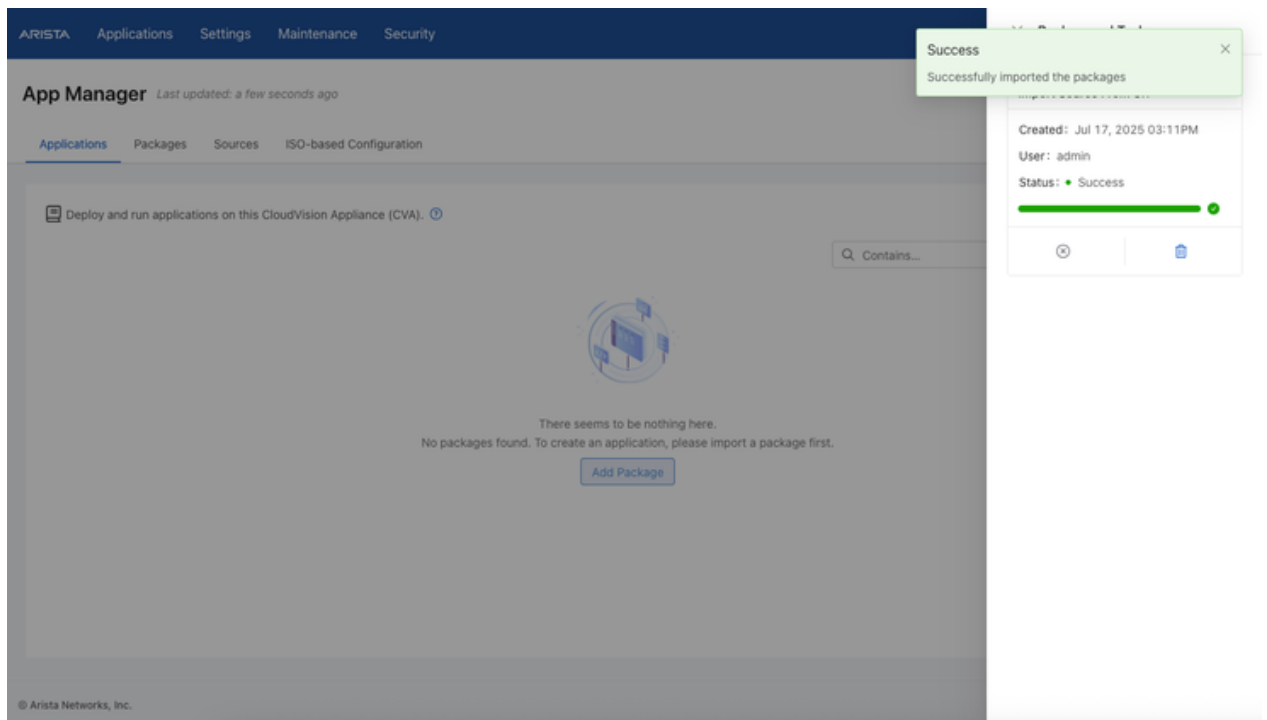 ARISTA Applications Settings Maintenance Security
Success
Successfully imported the packages
App Manager Last updated: a few seconds ago
Applications Packages Sources ISO-based Configuration
Created: Jul 17, 2025 03:11PM
User: admin
Status: Success
Deploy and run applications on this CloudVision Appliance (CVA).
Contains...
There seems to be nothing here.
No packages found. To create an application, please import a package first.
Add Package
© Arista Networks, Inc.